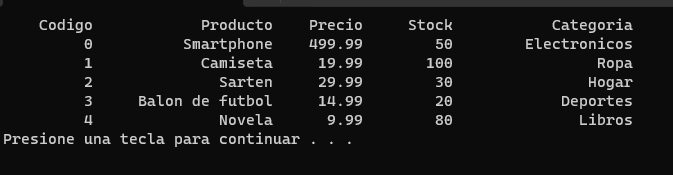 Codigo Producto Precio Stock Categoria
0 Smartphone 499.99 50 Electronicos
1 Camiseta 19.99 100 Ropa
2 Sarten 29.99 30 Hogar
3 Balon de futbol 14.99 20 Deportes
4 Novela 9.99 80 Libros
Presione una tecla para continuar . . .